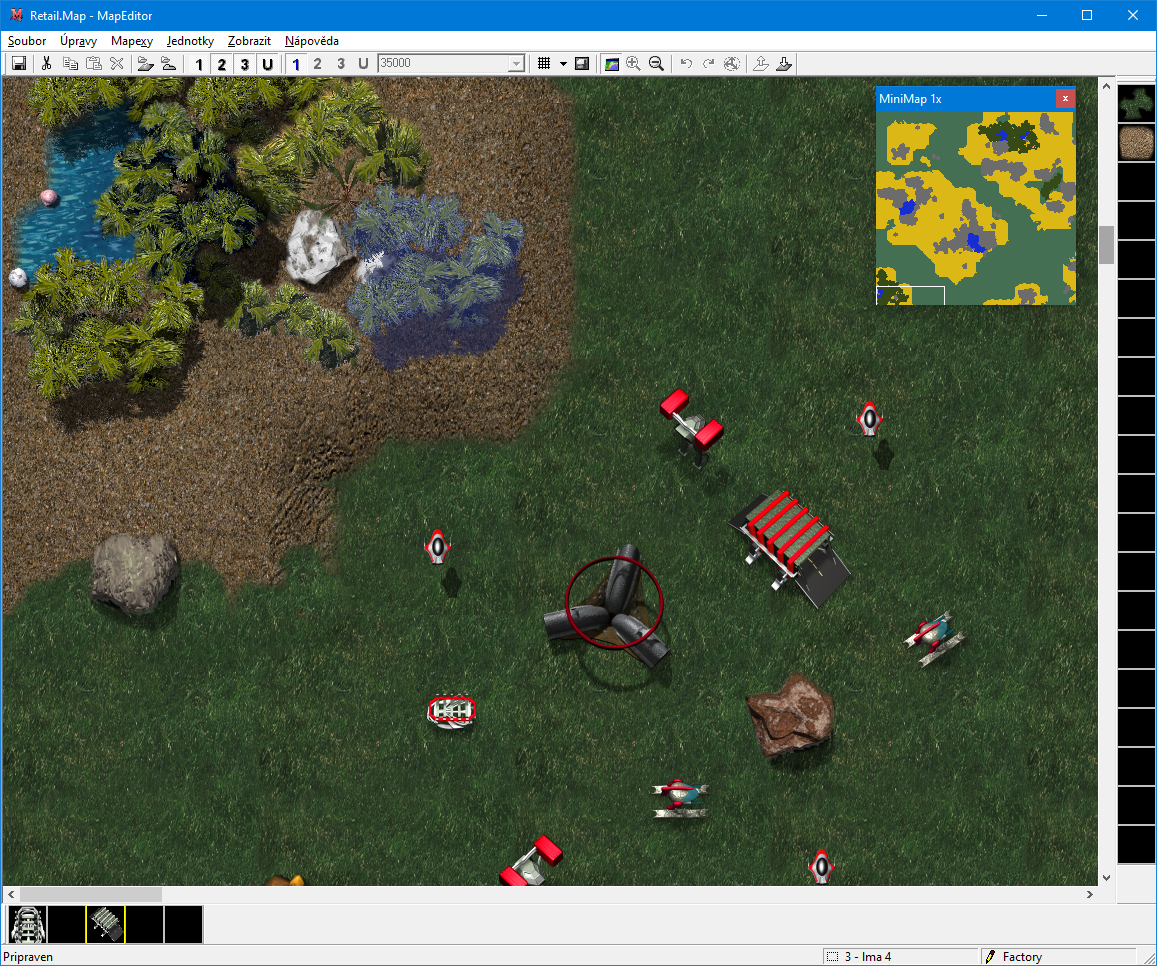 Retail.Map - MapEditor
Soubor Úpravy Mapexy Jednotky Zobrazit Nápověda
1 2 3 U 1 2 3 U 35000
MiniMap 1x x
Pripraven 3 - Ima 4 Factory